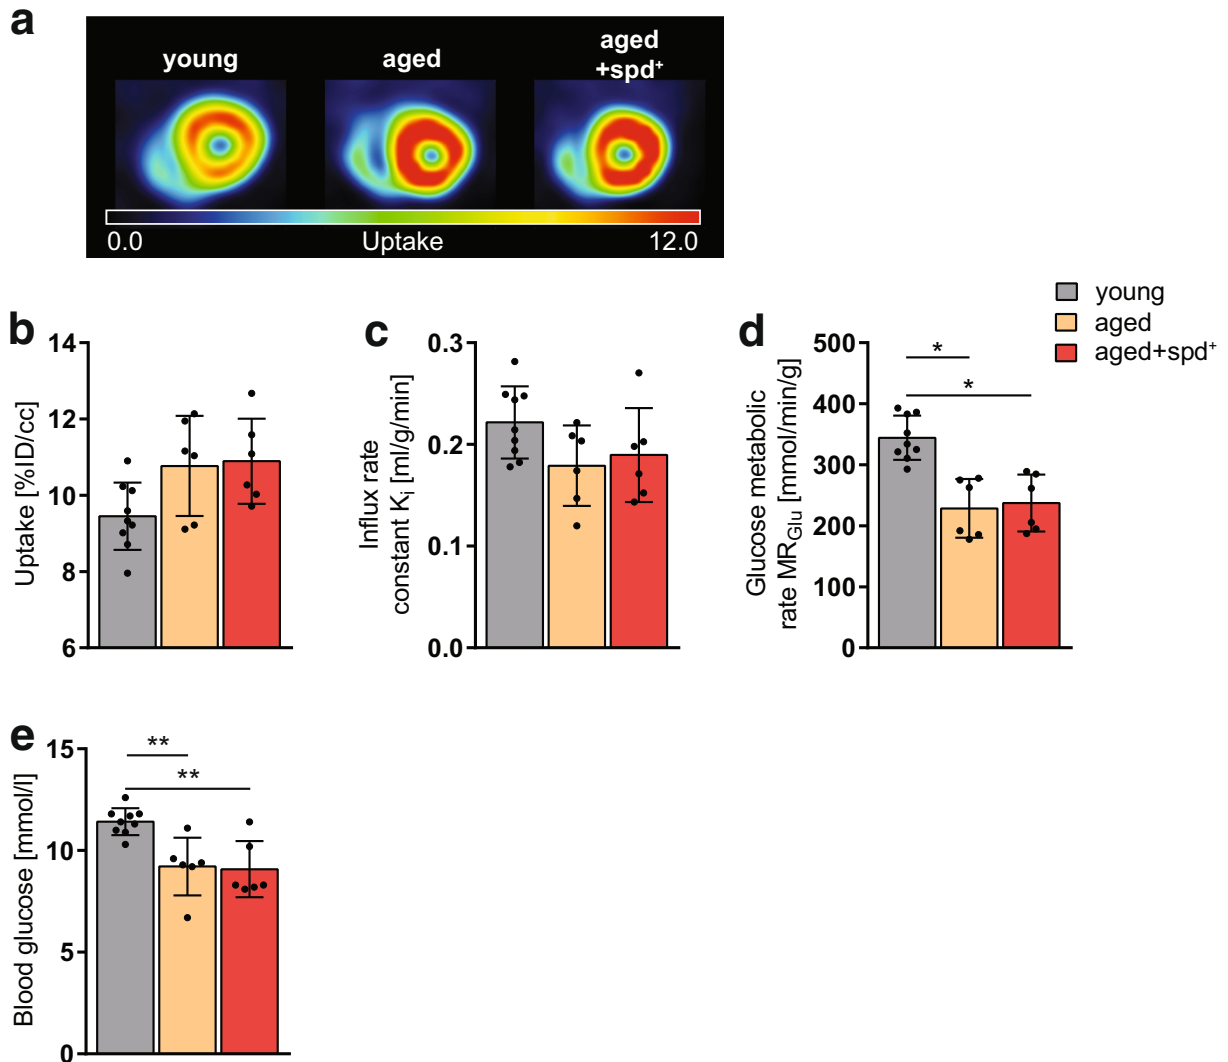 a
young
aged
aged
+spd⁺
0.0
Uptake
12.0
young
aged
aged+spd⁺
b
Uptake [%ID/cc]
14
12
10
8
6
c
Influx rate
constant Kᵢ [ml/g/min]
0.3
0.2
0.1
0.0
d
Glucose metabolic
rate MR_Glu [mmol/min/g]
500
400
300
200
100
0
*
*
e
Blood glucose [mmol/l]
15
10
5
0
**
**